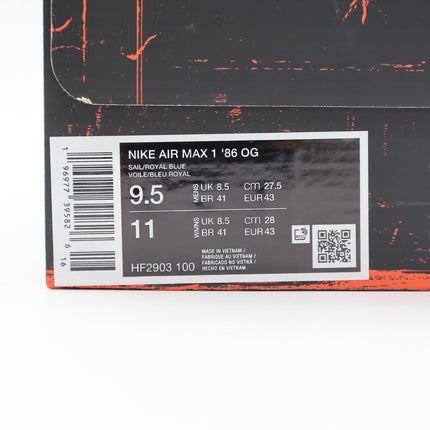 NIKE AIR MAX 1 '86 OG
SAIL/ROYAL BLUE
VOILE/BLEU ROYAL
9.5 MENS UK 8.5 CM 27.5
BR 41 EUR 43
11 WMNS UK 8.5 CM 28
BR 41 EUR 43
MADE IN VIETNAM /
FABRIQUE AU VIETNAM /
FABRICADO NO VIETNÃ /
HECHO EN VIETNAM
HF2903 100
1 96977 39582 6 16